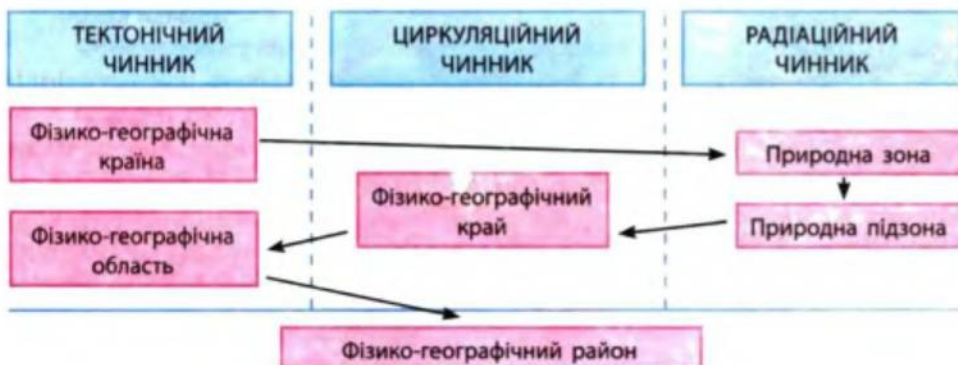 ТЕКТОНІЧНИЙ
ЧИННИК
ЦИРКУЛЯЦІЙНИЙ
ЧИННИК
РАДІАЦІЙНИЙ
ЧИННИК
Фізико-географічна
країна
Природна зона
Фізико-географічний
край
Природна підзона
Фізико-географічна
область
Фізико-географічний район